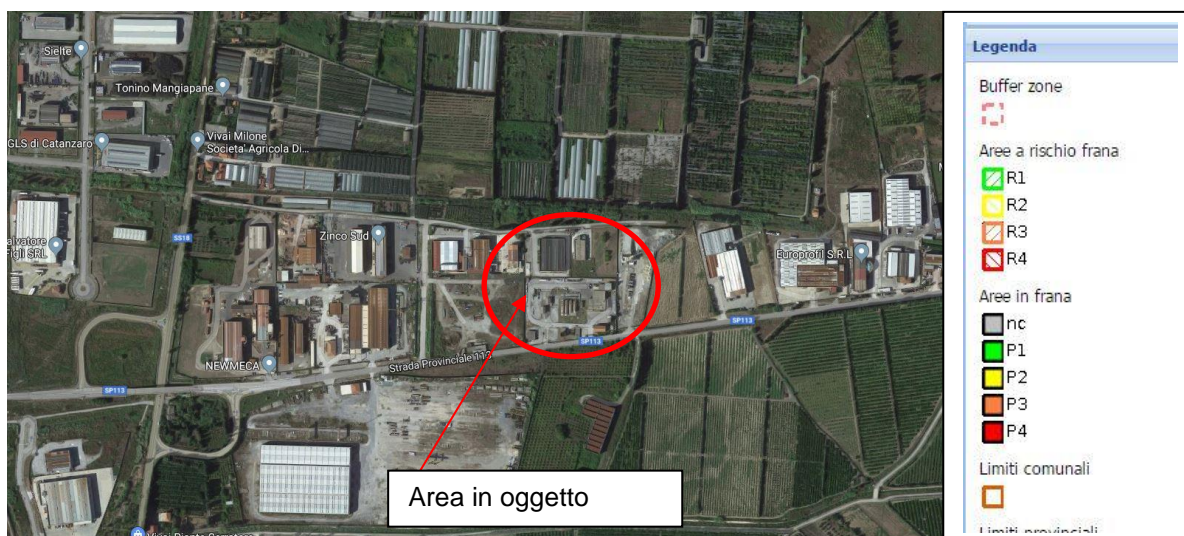 Sielte
Tonino Mangiapane
GLS di Catanzaro
Vivai Milone
Societa' Agricola Di...
SS18
Zinco Sud
Figli SRL
Europrofil S.R.L
SP113
SP113
Strada Provinciale 113
NEWMECA
SP113
Area in oggetto
Legenda
Buffer zone
Aree a rischio frana
R1
R2
R3
R4
Aree in frana
nc
P1
P2
P3
P4
Limiti comunali
Limiti provinciali